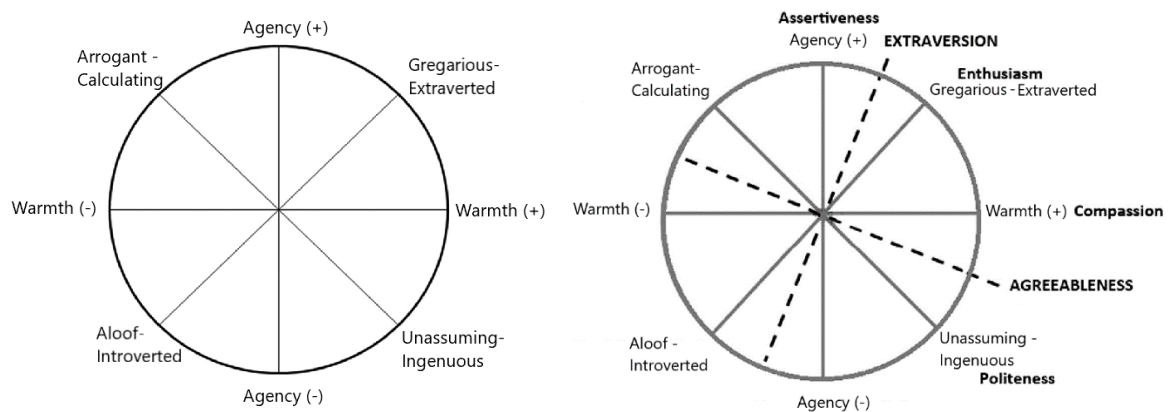 Agency (+)
Arrogant -
Calculating
Gregarious-
Extraverted
Warmth (-)
Warmth (+)
Aloof-
Introverted
Unassuming-
Ingenuous
Agency (-)
Assertiveness
Agency (+)
EXTRAVERSION
Arrogant-
Calculating
Enthusiasm
Gregarious - Extraverted
Warmth (-)
Warmth (+) Compassion
AGREEABLENESS
Aloof -
Introverted
Unassuming -
Ingenuous
Politeness
Agency (-)